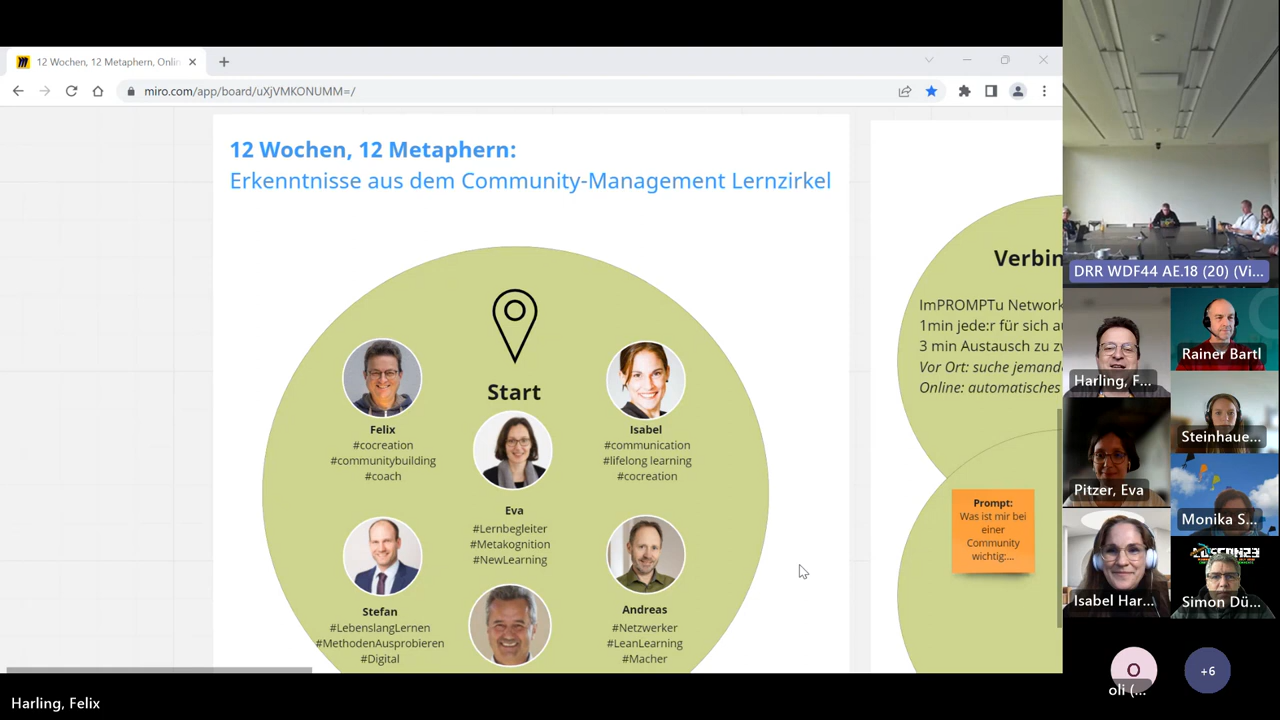 12 Wochen, 12 Metaphern, Onlin
miro.com/app/board/uXjVMKONUMM=/
12 Wochen, 12 Metaphern:
Erkenntnisse aus dem Community-Management Lernzirkel
Start
Felix
#cocreation
#communitybuilding
#coach
Isabel
#communication
#lifelong learning
#cocreation
Eva
#Lernbegleiter
#Metakognition
#NewLearning
Stefan
#LebenslangLernen
#MethodenAusprobieren
#Digital
Andreas
#Netzwerker
#LeanLearning
#Macher
Verbin
ImPROMPTu Network
1min jede:r für sich au
3 min Austausch zu zw
Vor Ort: suche jemand
Online: automatisches
Prompt:
Was ist mir bei
einer
Community
wichtig:...
DRR WDF44 AE.18 (20) (Vi...
Harling, F...
Rainer Bartl
Pitzer, Eva
Steinhaue...
Monika S...
Isabel Har...
Simon Dü...
O
oli (...
+6
Harling, Felix